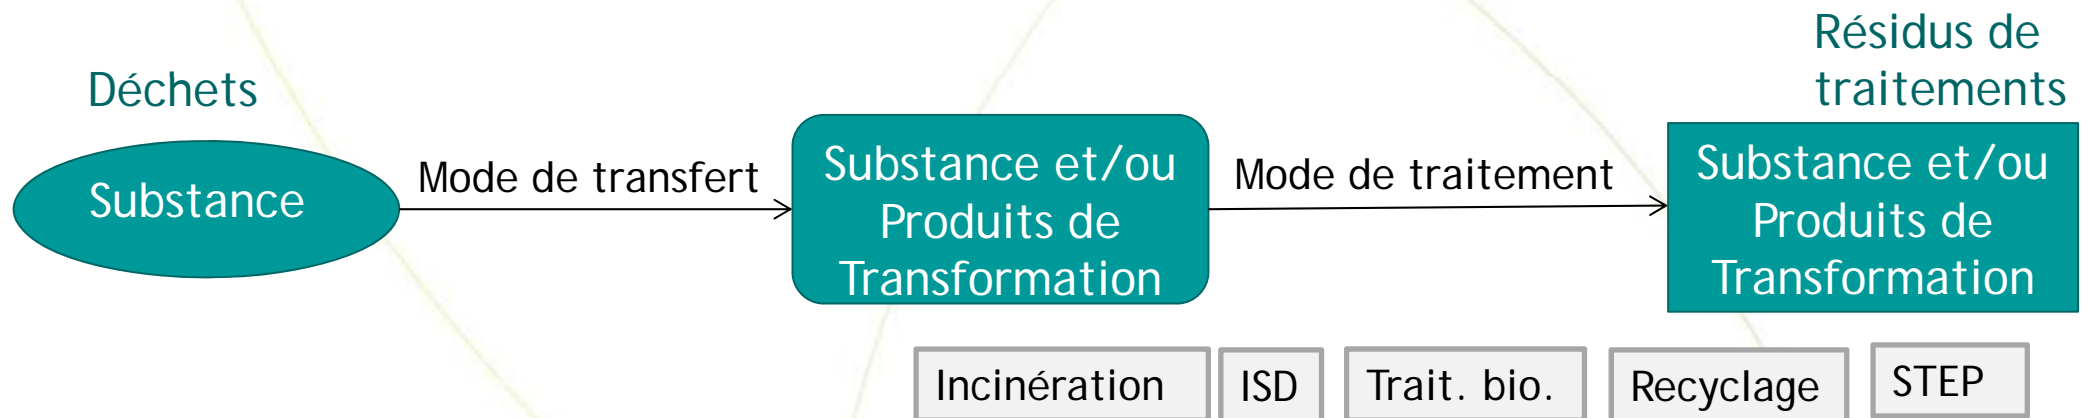 Déchets
Résidus de
traitements
Substance
Mode de transfert
Substance et/ou
Produits de
Transformation
Mode de traitement
Substance et/ou
Produits de
Transformation
Incinération
ISD
Trait. bio.
Recyclage
STEP